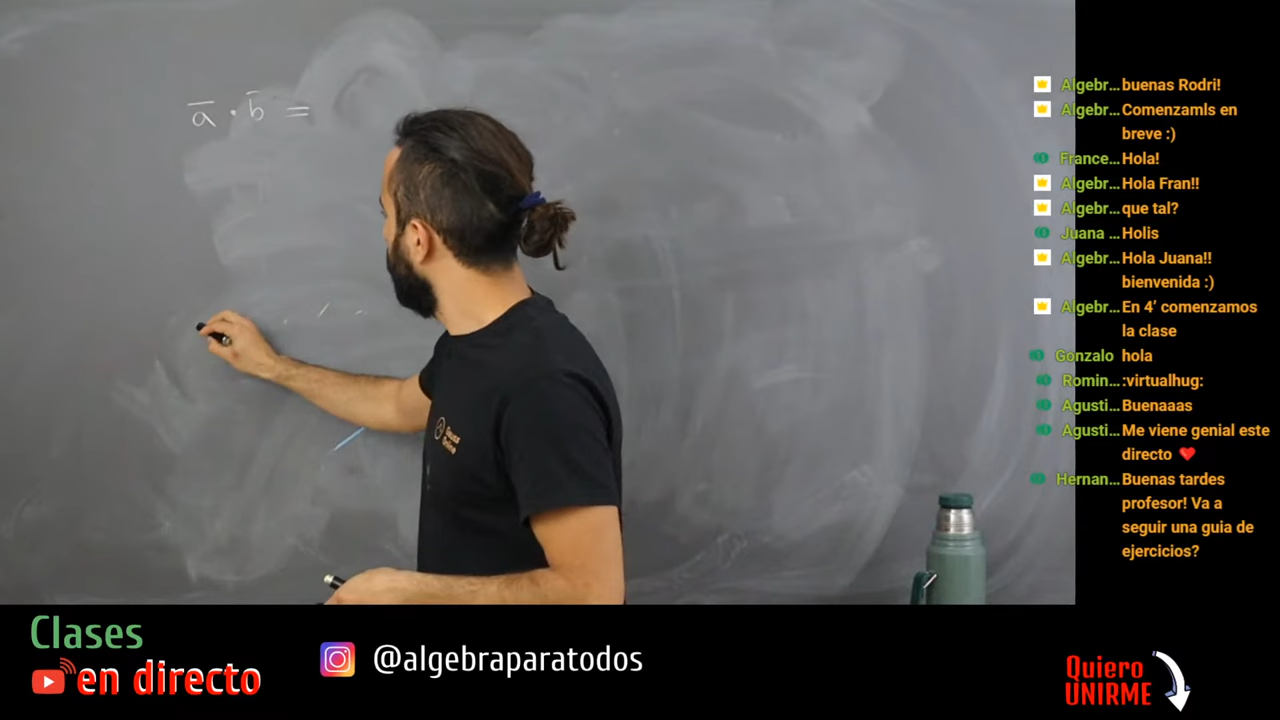 a̅ · b̅ =
Algebr... buenas Rodri!
Algebr... Comenzamls en
breve :)
France... Hola!
Algebr... Hola Fran!!
Algebr... que tal?
Juana ... Holis
Algebr... Hola Juana!!
bienvenida :)
Algebr... En 4’ comenzamos
la clase
Gonzalo hola
Romin... :virtualhug:
Agusti... Buenaaas
Agusti... Me viene genial este
directo ❤️
Hernan... Buenas tardes
profesor! Va a
seguir una guia de
ejercicios?
Clases
en directo
@algebraparatodos
Quiero
UNIRME